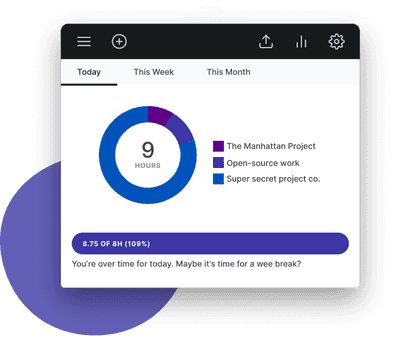 Today This Week This Month
9
HOURS
The Manhattan Project
Open-source work
Super secret project co.
8.75 OF 8H (109%)
You're over time for today. Maybe it's time for a wee break?